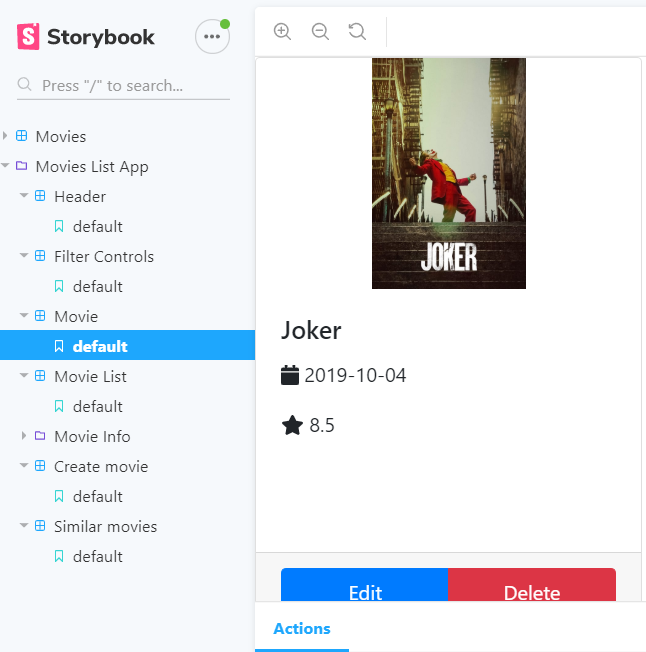 Storybook
Press "/" to search...
Movies
Movies List App
Header
default
Filter Controls
default
Movie
default
Movie List
default
Movie Info
Create movie
default
Similar movies
default
JOKER
Joker
2019-10-04
8.5
Edit
Delete
Actions